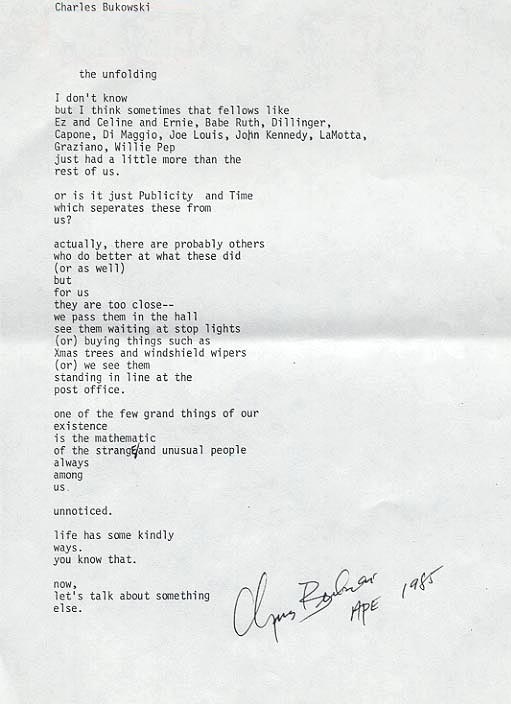 Charles Bukowski
the unfolding
I don't know
but I think sometimes that fellows like
Ez and Celine and Ernie, Babe Ruth, Dillinger,
Capone, Di Maggio, Joe Louis, John Kennedy, LaMotta,
Graziano, Willie Pep
just had a little more than the
rest of us.
or is it just Publicity and Time
which seperates these from
us?
actually, there are probably others
who do better at what these did
(or as well)
but
for us
they are too close--
we pass them in the hall
see them waiting at stop lights
(or) buying things such as
Xmas trees and windshield wipers
(or) we see them
standing in line at the
post office.
one of the few grand things of our
existence
is the mathematic
of the strange/and unusual people
always
among
us
unnoticed.
life has some kindly
ways.
you know that.
now,
let's talk about something
else.
Chas Bukowski
APE 1985